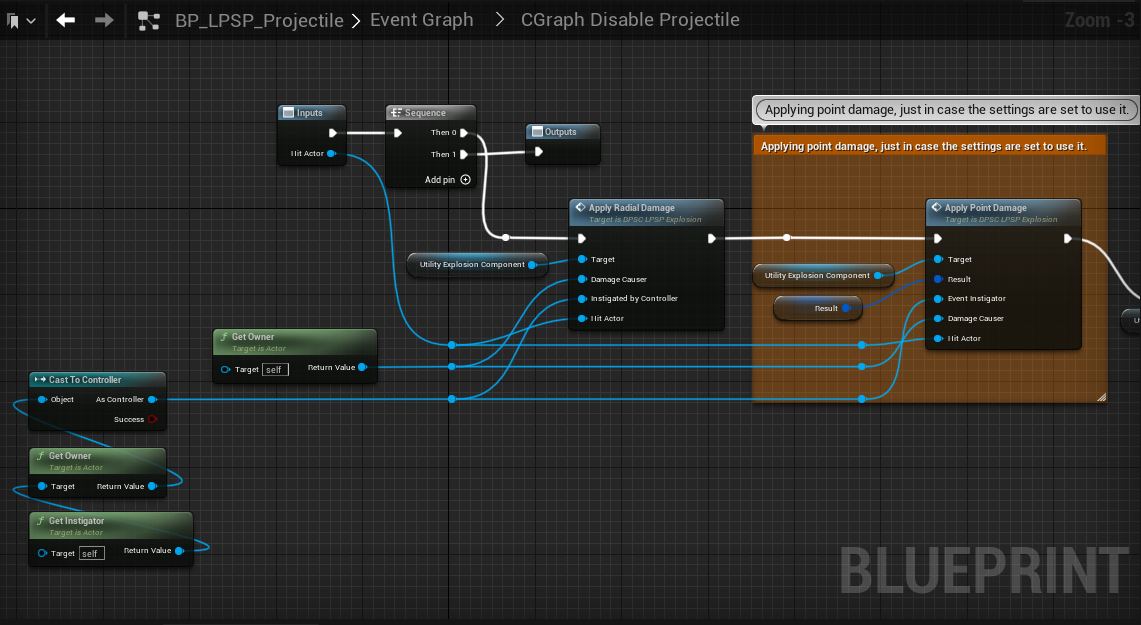 BP_LPSP_Projectile > Event Graph > CGraph Disable Projectile
Zoom -3
Applying point damage, just in case the settings are set to use it.
Inputs
Hit Actor
Sequence
Then 0
Then 1
Add pin
Outputs
Applying point damage, just in case the settings are set to use it.
Apply Radial Damage
Target is BPSC LPSP Explosion
Target
Damage Causer
Instigated by Controller
Hit Actor
Utility Explosion Component
Apply Point Damage
Target is BPSC LPSP Explosion
Target
Result
Event Instigator
Damage Causer
Hit Actor
Utility Explosion Component
Result
f Get Owner
Target is Actor
Target self Return Value
Cast To Controller
Object As Controller
Success
f Get Owner
Target is Actor
Target Return Value
f Get Instigator
Target is Actor
Target self Return Value
BLUEPRINT